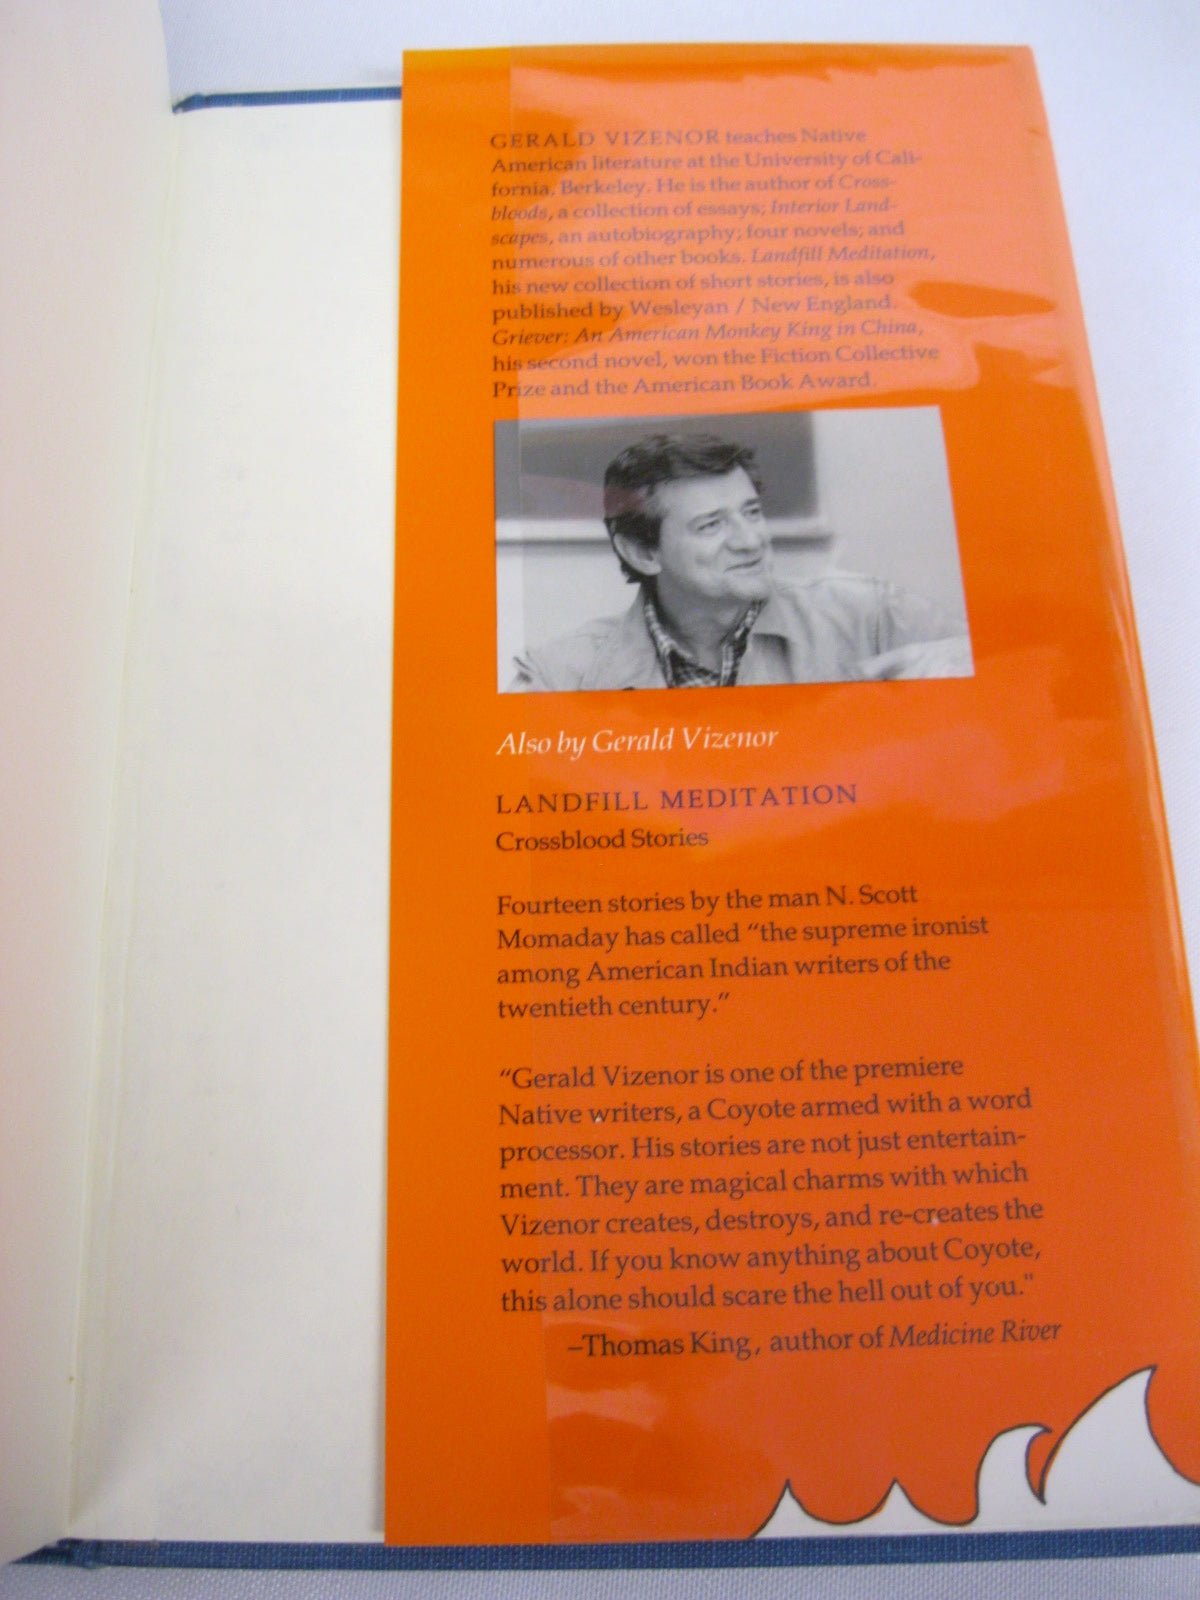 GERALD VIZENOR teaches Native
American literature at the University of Cali-
fornia, Berkeley. He is the author of Cross-
bloods, a collection of essays; Interior Land-
scapes, an autobiography; four novels; and
numerous of other books. Landfill Meditation,
his new collection of short stories, is also
published by Wesleyan / New England.
Griever: An American Monkey King in China,
his second novel, won the Fiction Collective
Prize and the American Book Award.
Also by Gerald Vizenor
LANDFILL MEDITATION
Crossblood Stories
Fourteen stories by the man N. Scott
Momaday has called “the supreme ironist
among American Indian writers of the
twentieth century.”
“Gerald Vizenor is one of the premiere
Native writers, a Coyote armed with a word
processor. His stories are not just entertain-
ment. They are magical charms with which
Vizenor creates, destroys, and re-creates the
world. If you know anything about Coyote,
this alone should scare the hell out of you."
–Thomas King, author of Medicine River